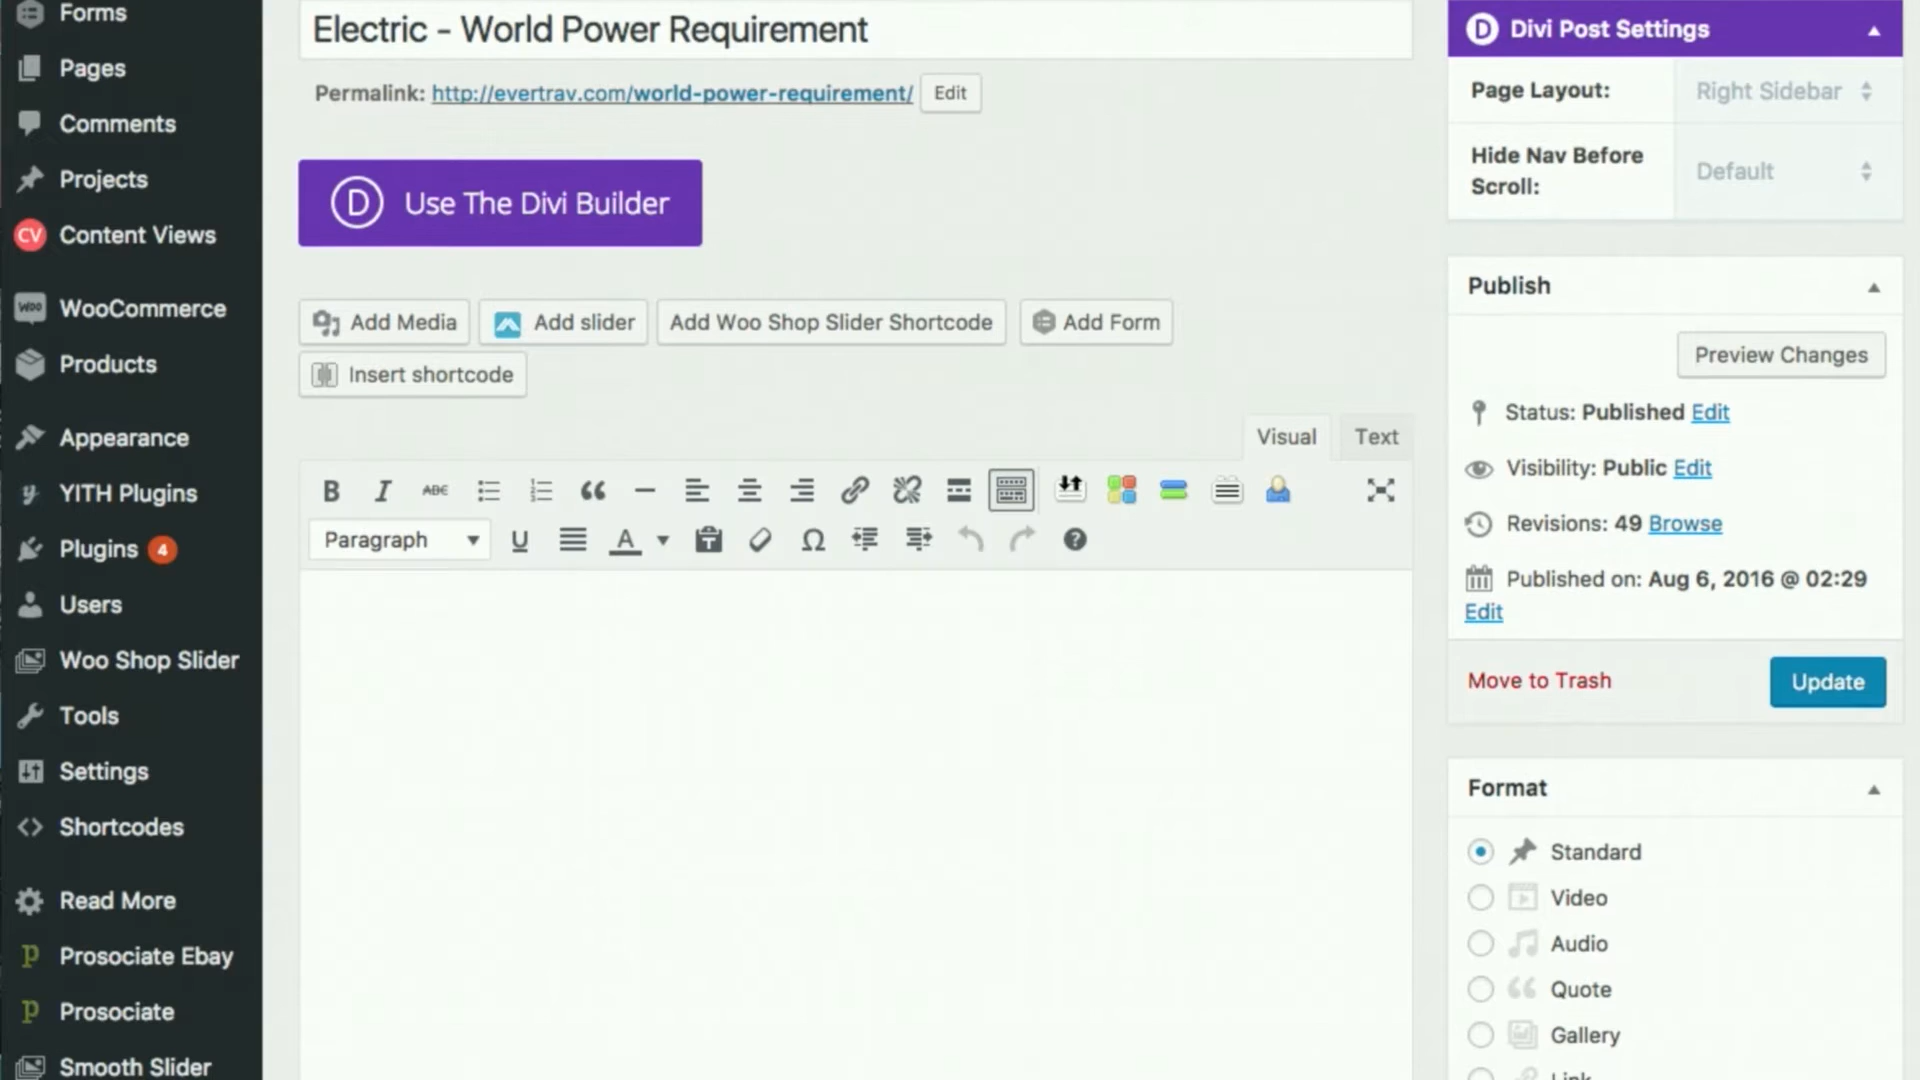 Forms
Pages
Comments
Projects
CV Content Views
WOO WooCommerce
Products
Appearance
YITH Plugins
Plugins 4
Users
Woo Shop Slider
Tools
Settings
Shortcodes
Read More
Prosociate Ebay
Prosociate
Smooth Slider
Electric - World Power Requirement
Permalink: http://evertrav.com/world-power-requirement/ Edit
D Use The Divi Builder
Add Media Add slider Add Woo Shop Slider Shortcode Add Form
Insert shortcode
Visual Text
B I ABC
Paragraph U A Ω ?
D Divi Post Settings
Page Layout: Right Sidebar
Hide Nav Before Scroll: Default
Publish
Preview Changes
Status: Published Edit
Visibility: Public Edit
Revisions: 49 Browse
Published on: Aug 6, 2016 @ 02:29
Edit
Move to Trash Update
Format
Standard
Video
Audio
Quote
Gallery
Link